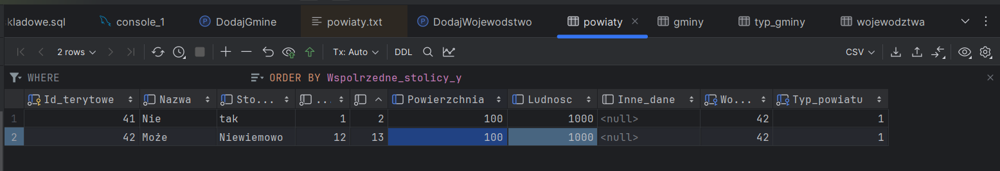 kladowe.sql console_1 DodajGmine powiaty.txt DodajWojewodstwo powiaty gminy typ_gminy wojewodztwa
2 rows Tx: Auto DDL CSV
WHERE ORDER BY Wspolrzedne_stolicy_y
Id_terytowe Nazwa Sto... ... Powierzchnia Ludnosc Inne_dane Wo... Typ_powiatu
1 41 Nie tak 1 2 100 1000 <null> 42 1
2 42 Może Niewiemowo 12 13 100 1000 <null> 42 1